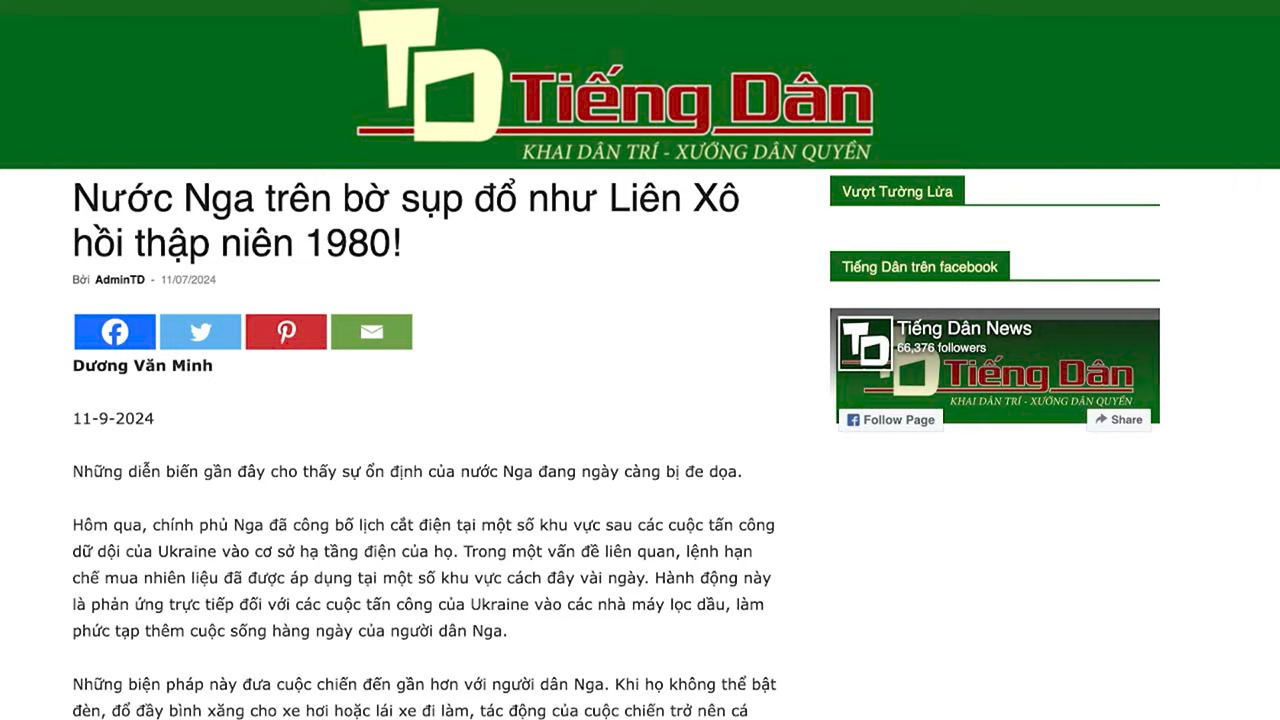 TD Tiếng Dân
KHAI DÂN TRÍ - XƯỚNG DÂN QUYỀN
Nước Nga trên bờ sụp đổ như Liên Xô
hồi thập niên 1980!
Bởi AdminTD - 11/07/2024
Dương Văn Minh
11-9-2024
Những diễn biến gần đây cho thấy sự ổn định của nước Nga đang ngày càng bị đe dọa.
Hôm qua, chính phủ Nga đã công bố lịch cắt điện tại một số khu vực sau các cuộc tấn công
dữ dội của Ukraine vào cơ sở hạ tầng điện của họ. Trong một vấn đề liên quan, lệnh hạn
chế mua nhiên liệu đã được áp dụng tại một số khu vực cách đây vài ngày. Hành động này
là phản ứng trực tiếp đối với các cuộc tấn công của Ukraine vào các nhà máy lọc dầu, làm
phức tạp thêm cuộc sống hàng ngày của người dân Nga.
Những biện pháp này đưa cuộc chiến đến gần hơn với người dân Nga. Khi họ không thể bật
đèn, đổ đầy bình xăng cho xe hơi hoặc lái xe đi làm, tác động của cuộc chiến trở nên cá
Vượt Tường Lửa
Tiếng Dân trên facebook
TD Tiếng Dân News
66,376 followers
TD Tiếng Dân
KHAI DÂN TRÍ - XƯỚNG DÂN QUYỀN
Follow Page
Share